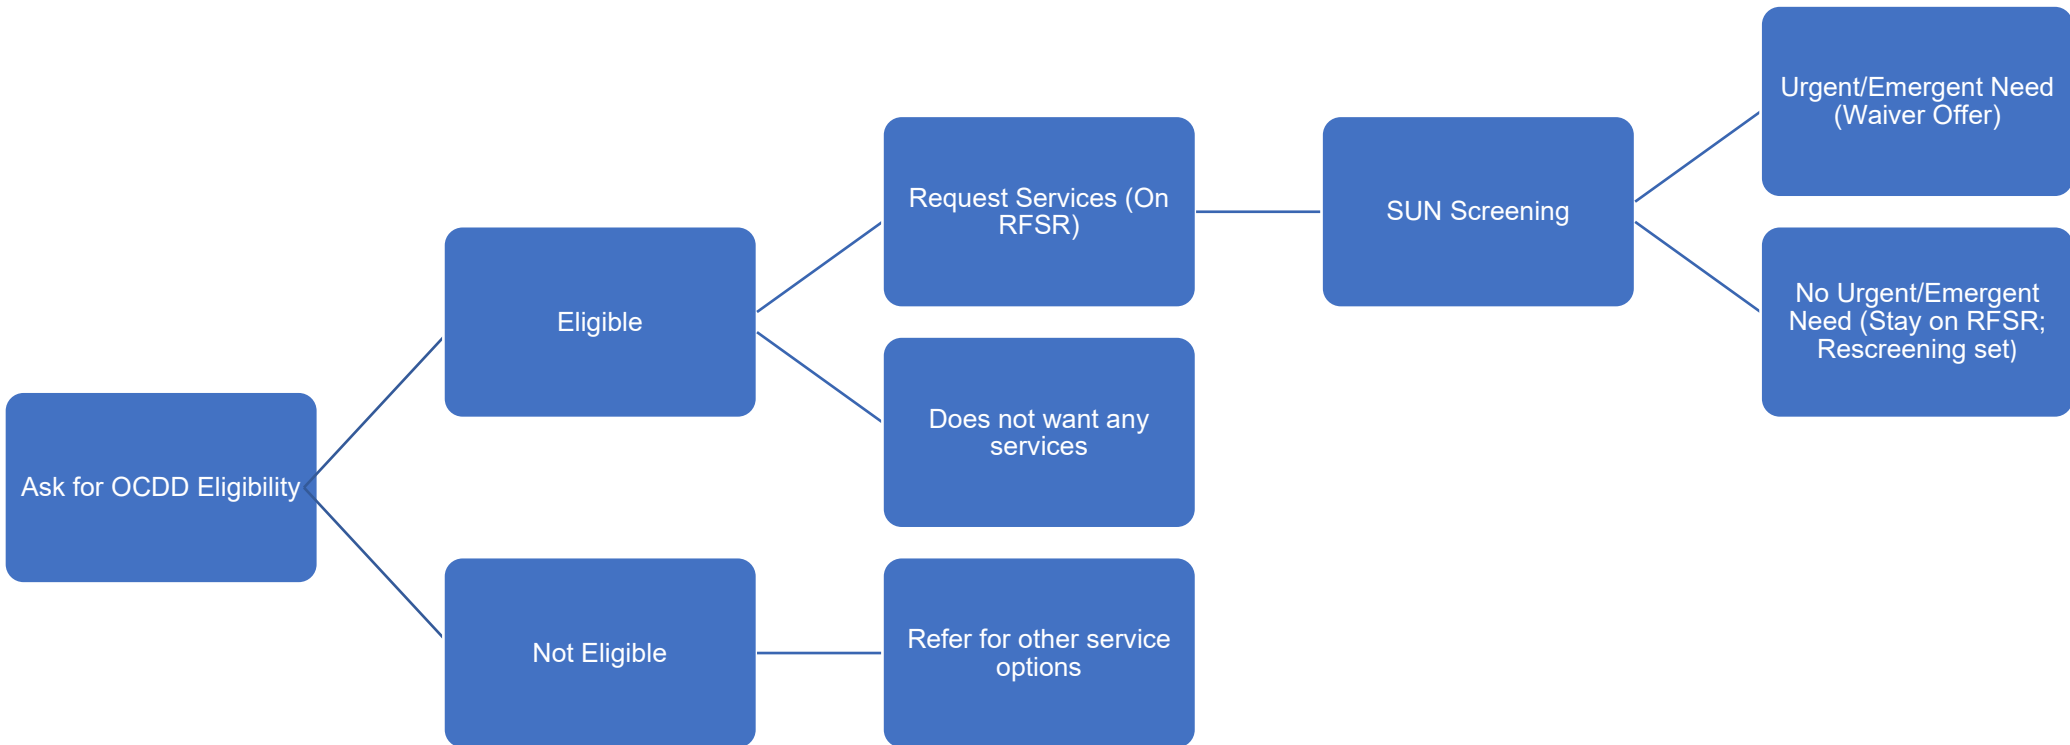 Ask for OCDD Eligibility
Eligible
Not Eligible
Request Services (On
RFSR)
Does not want any
services
Refer for other service
options
SUN Screening
Urgent/Emergent Need
(Waiver Offer)
No Urgent/Emergent
Need (Stay on RFSR;
Rescreening set)